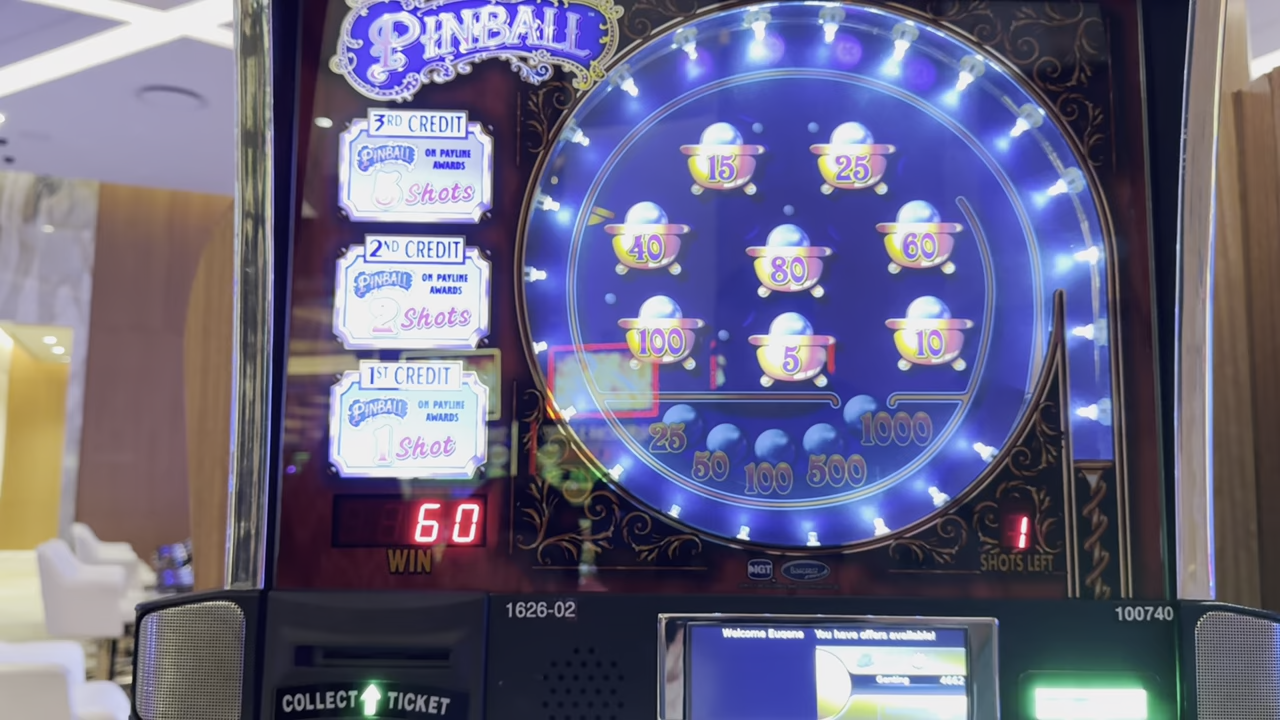 PINBALL
3RD CREDIT
PINBALL ON PAYLINE AWARDS
3 Shots
2ND CREDIT
PINBALL ON PAYLINE AWARDS
2 Shots
1ST CREDIT
PINBALL ON PAYLINE AWARDS
1 Shot
60
WIN
15 25
40 80 60
100 5 10
25 50 100 500 1000
1
SHOTS LEFT
IGT
1626-02
100740
Welcome Eugene You have offers available!
Genting 4662
COLLECT TICKET